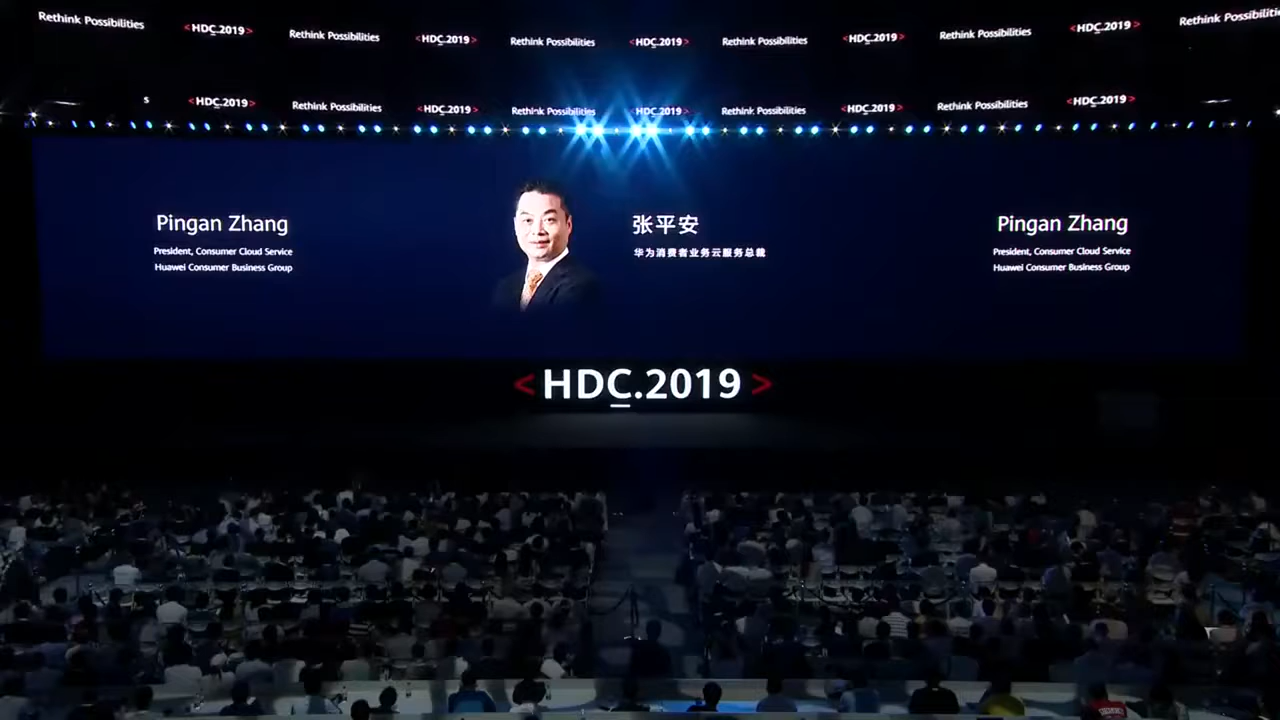 Rethink Possibilities <HDC.2019> Rethink Possibilities <HDC.2019> Rethink Possibilities <HDC.2019> Rethink Possibilities <HDC.2019> Rethink Possibilities <HDC.2019> Rethink Possibilities
s <HDC.2019> Rethink Possibilities <HDC.2019> Rethink Possibilities <HDC.2019> Rethink Possibilities <HDC.2019> Rethink Possibilities <HDC.2019>
Pingan Zhang
President, Consumer Cloud Service
Huawei Consumer Business Group
张平安
华为消费者业务云服务总裁
Pingan Zhang
President, Consumer Cloud Service
Huawei Consumer Business Group
<HDC.2019>